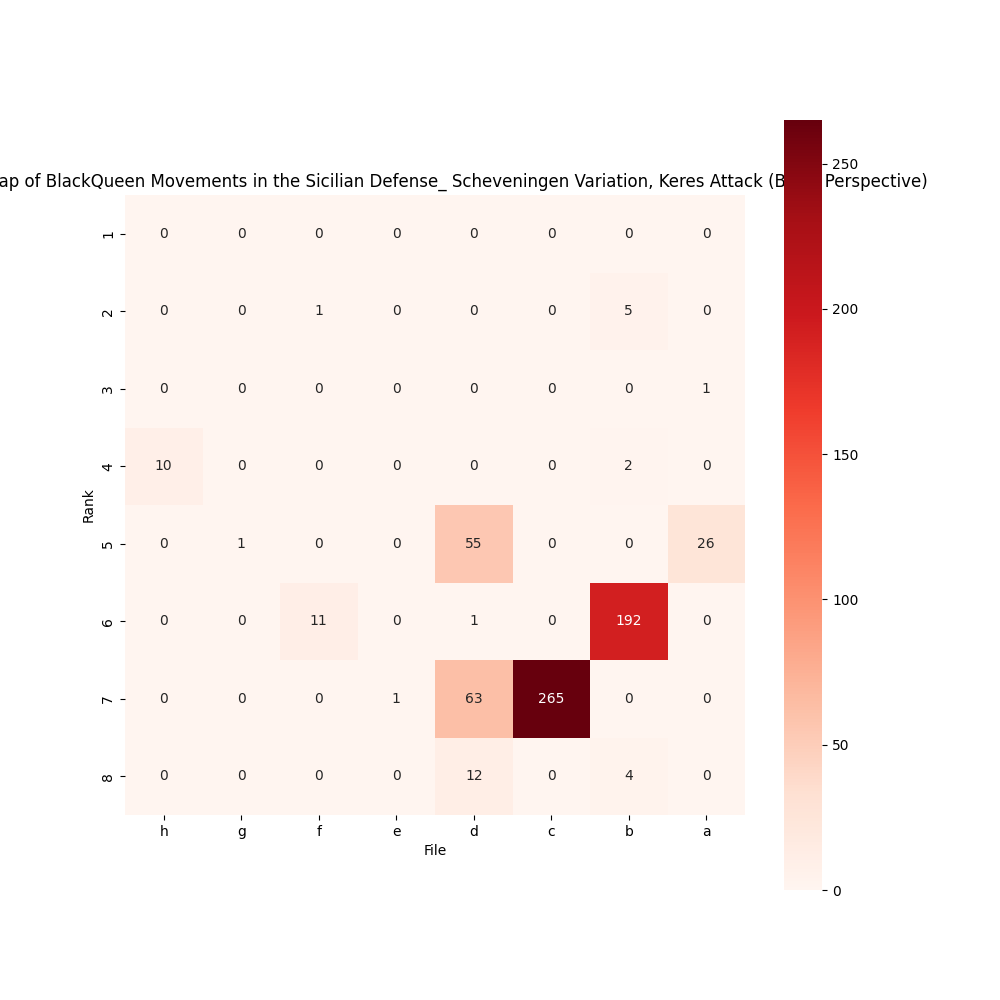 ap of BlackQueen Movements in the Sicilian Defense_ Scheveningen Variation, Keres Attack (B Perspective)
250
200
150
100
50
0
Rank
1 0 0 0 0 0 0 0 0
2 0 0 1 0 0 0 5 0
3 0 0 0 0 0 0 0 1
4 10 0 0 0 0 0 2 0
5 0 1 0 0 55 0 0 26
6 0 0 11 0 1 0 192 0
7 0 0 0 1 63 265 0 0
8 0 0 0 0 12 0 4 0
h g f e d c b a
File